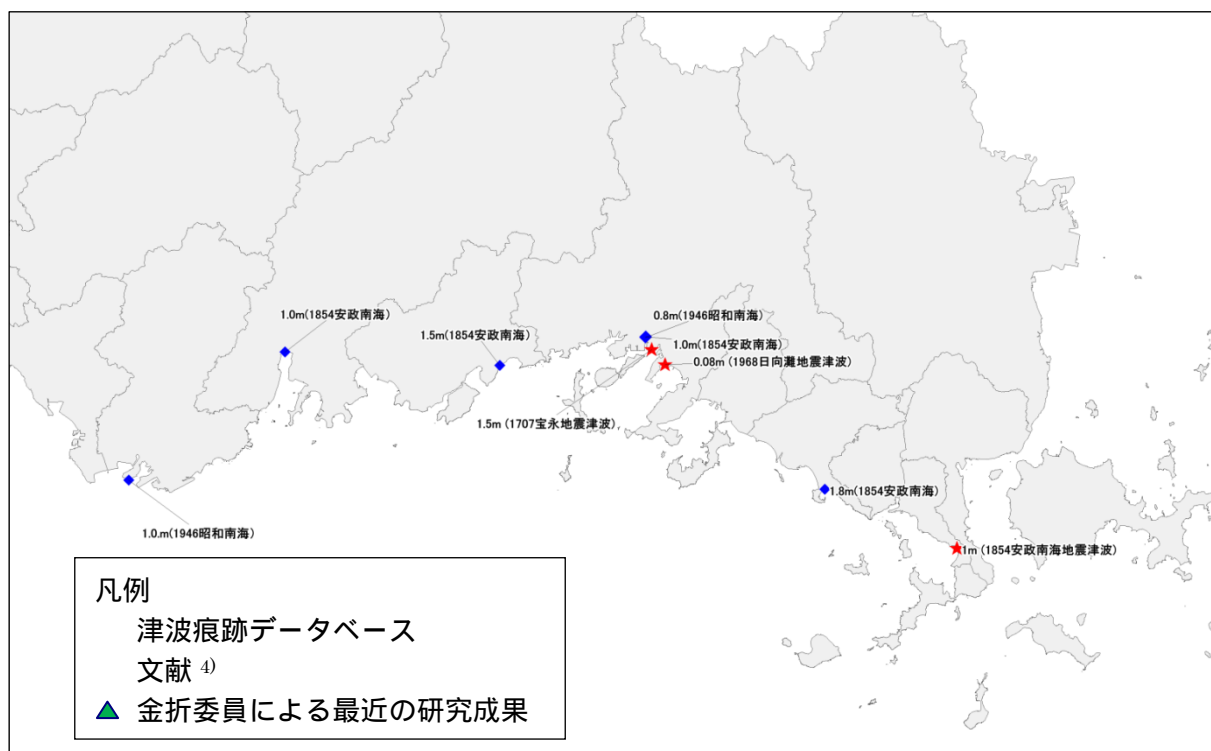 0.8m(1946昭和南海)
1.0m(1854安政南海)
1.5m(1854安政南海)
1.0m(1854安政南海)
0.08m(1968日向灘地震津波)
1.5m (1707宝永地震津波)
1.8m(1854安政南海)
1.0.m(1946昭和南海)
1m (1854安政南海地震津波)
凡例
津波痕跡データベース
文献 4)
金折委員による最近の研究成果